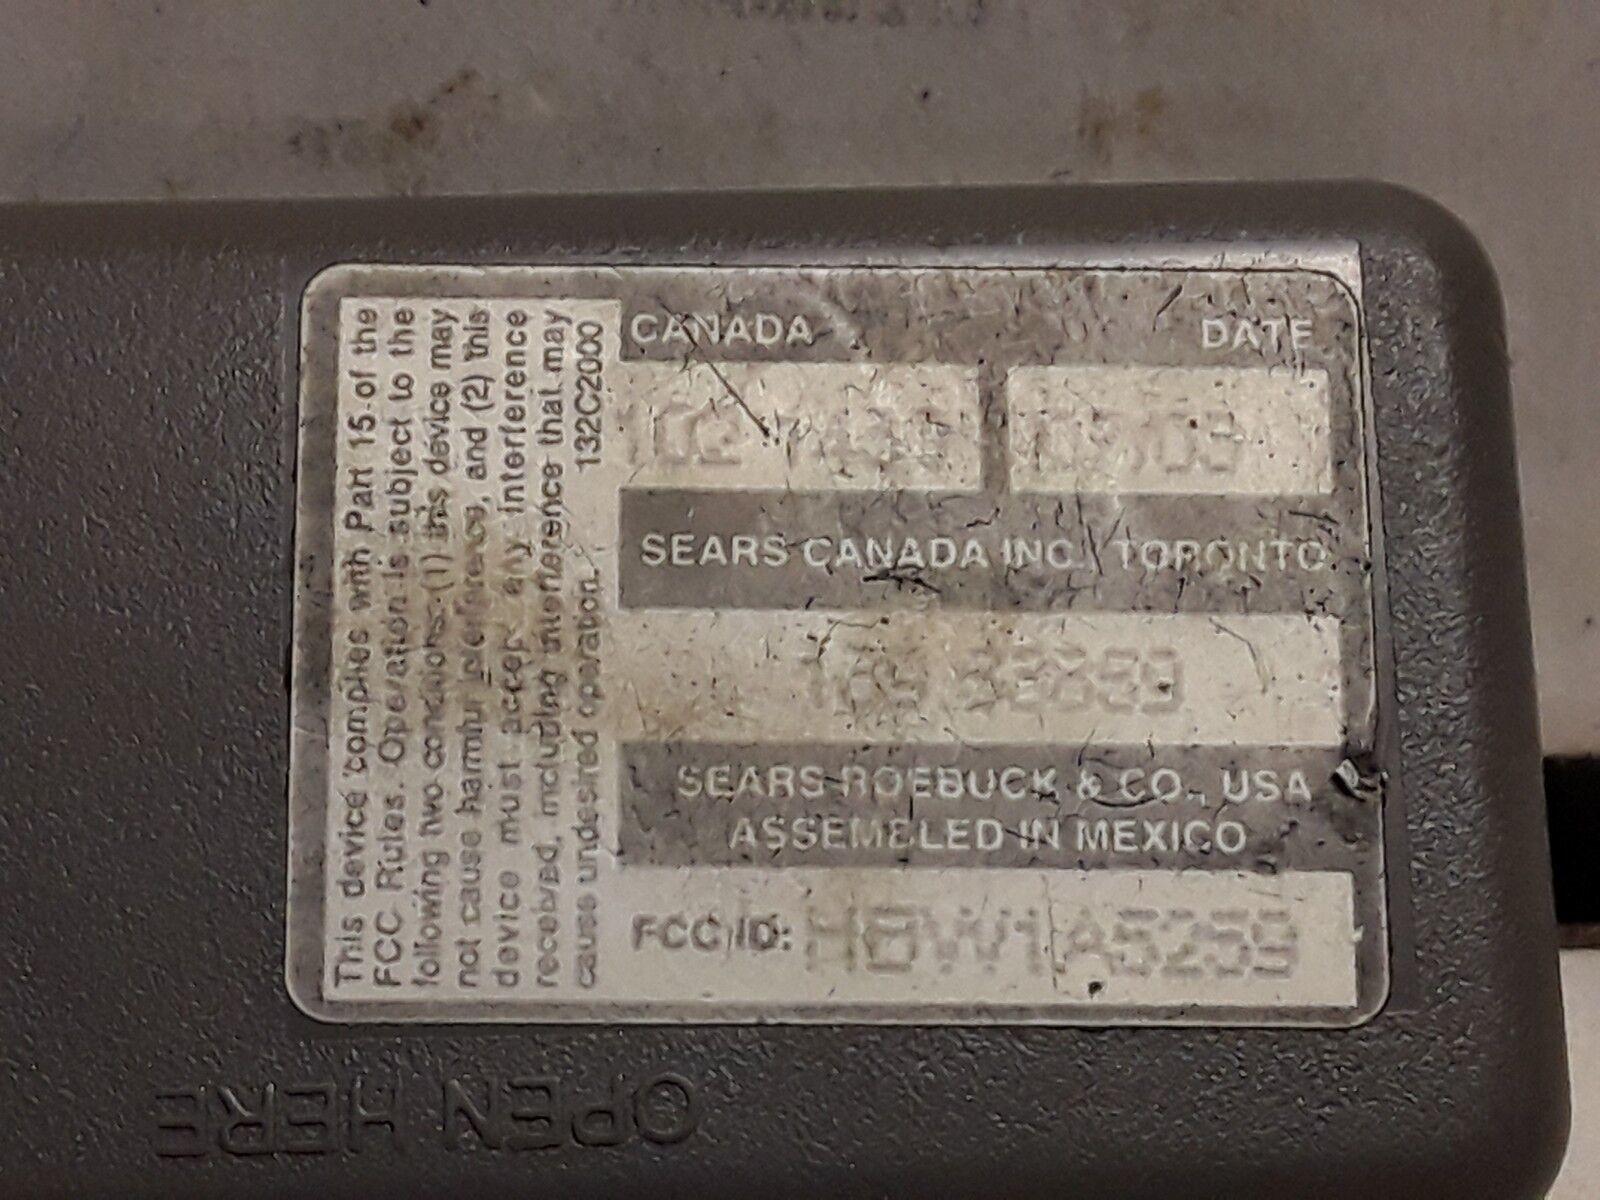 This device complies with Part 15 of the
FCC Rules. Operation is subject to the
following two conditions: (1) this device may
not cause harmful interference, and (2) this
device must accept any interference
received, including interference that may
cause undesired operation. 132C2000
CANADA DATE
SEARS CANADA INC. TORONTO
SEARS ROEBUCK & CO., USA
ASSEMBLED IN MEXICO
FCC ID: HBW1A5259
OPEN HERE